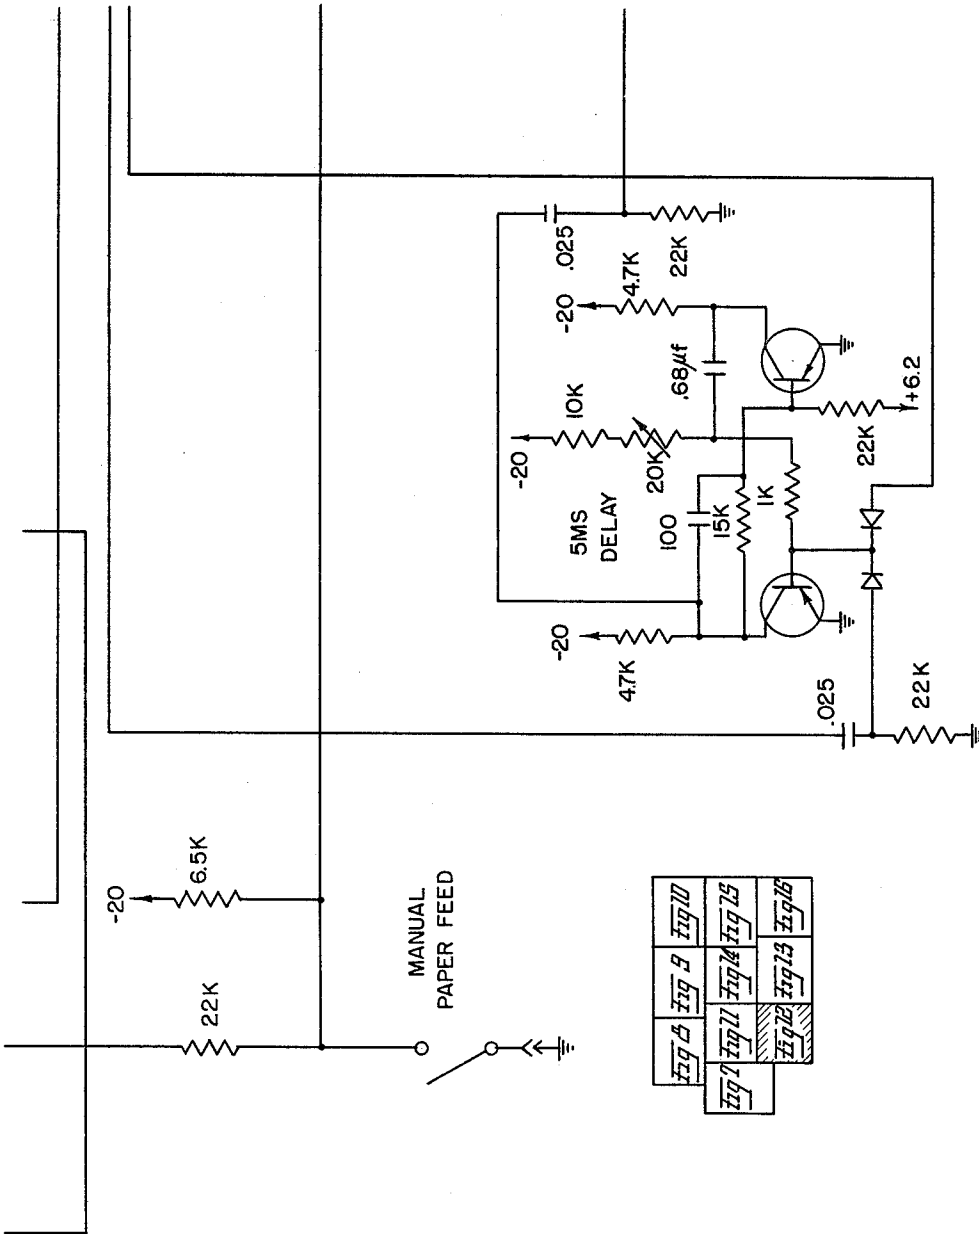 -20
6.5K
22K
MANUAL
PAPER FEED
-20
10K
20K
5MS
DELAY
-20
4.7K
-20
4.7K
.025
22K
.68μf
100
15K
1K
22K
+6.2
.025
22K
Fig 8 Fig 9 Fig 10
Fig 7 Fig 11 Fig 14 Fig 15
Fig 12 Fig 13 Fig 16